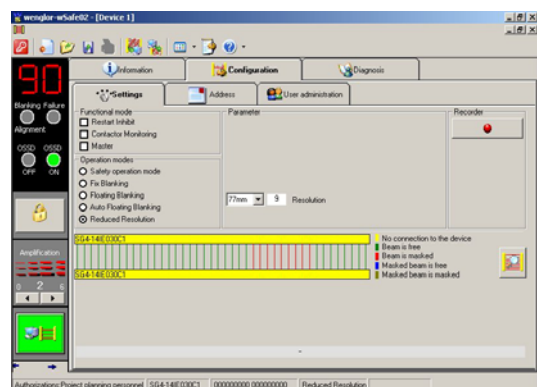 wenglor-wSafe02 - [Device 1]
90
Information
Configuration
Diagnosis
Settings
Address
User administration
Blanking Failure
Alignment
OSSD OSSD
OFF ON
Amplification
0 2 6
Functional mode
Restart Inhibit
Contactor Monitoring
Master
Operation modes
Safety operation mode
Fix Blanking
Floating Blanking
Auto Floating Blanking
Reduced Resolution
Parameter
77mm 9 Resolution
Recorder
SG4-14IE030C1
SG4-14IE030C1
No connection to the device
Beam is free
Beam is masked
Masked beam is free
Masked beam is masked
Authorizations: Project planning personnel SG4-14IE030C1 000000000 000000000 Reduced Resolution